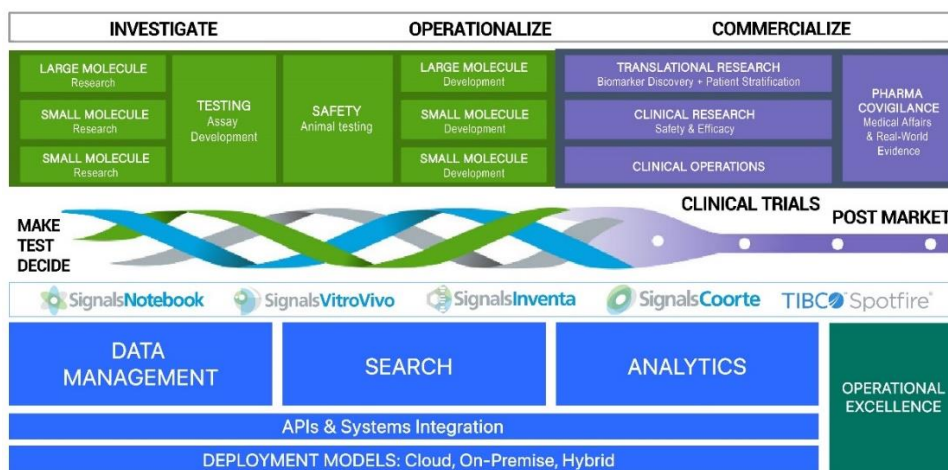 INVESTIGATE
OPERATIONALIZE
COMMERCIALIZE
LARGE MOLECULE
Research
SMALL MOLECULE
Research
SMALL MOLECULE
Research
TESTING
Assay
Development
SAFETY
Animal testing
LARGE MOLECULE
Development
SMALL MOLECULE
Development
SMALL MOLECULE
Development
TRANSLATIONAL RESEARCH
Biomarker Discovery + Patient Stratification
CLINICAL RESEARCH
Safety & Efficacy
CLINICAL OPERATIONS
PHARMA
COVIGILANCE
Medical Affairs
& Real-World
Evidence
MAKE
TEST
DECIDE
CLINICAL TRIALS
POST MARKET
SignalsNotebook
SignalsVitroVivo
SignalsInventa
SignalsCoorte
TIBCO Spotfire®
DATA
MANAGEMENT
SEARCH
ANALYTICS
OPERATIONAL
EXCELLENCE
APIs & Systems Integration
DEPLOYMENT MODELS: Cloud, On-Premise, Hybrid